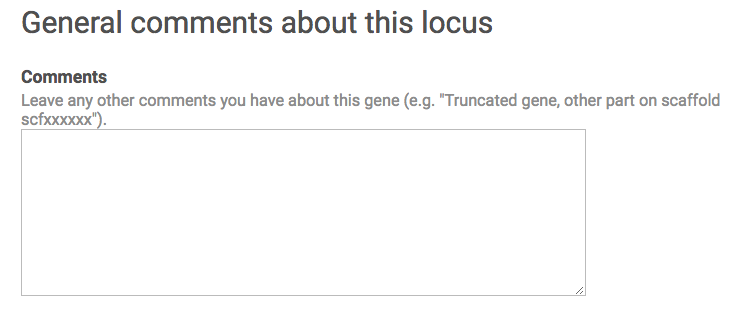 General comments about this locus
Comments
Leave any other comments you have about this gene (e.g. "Truncated gene, other part on scaffold
scfxxxxxx").